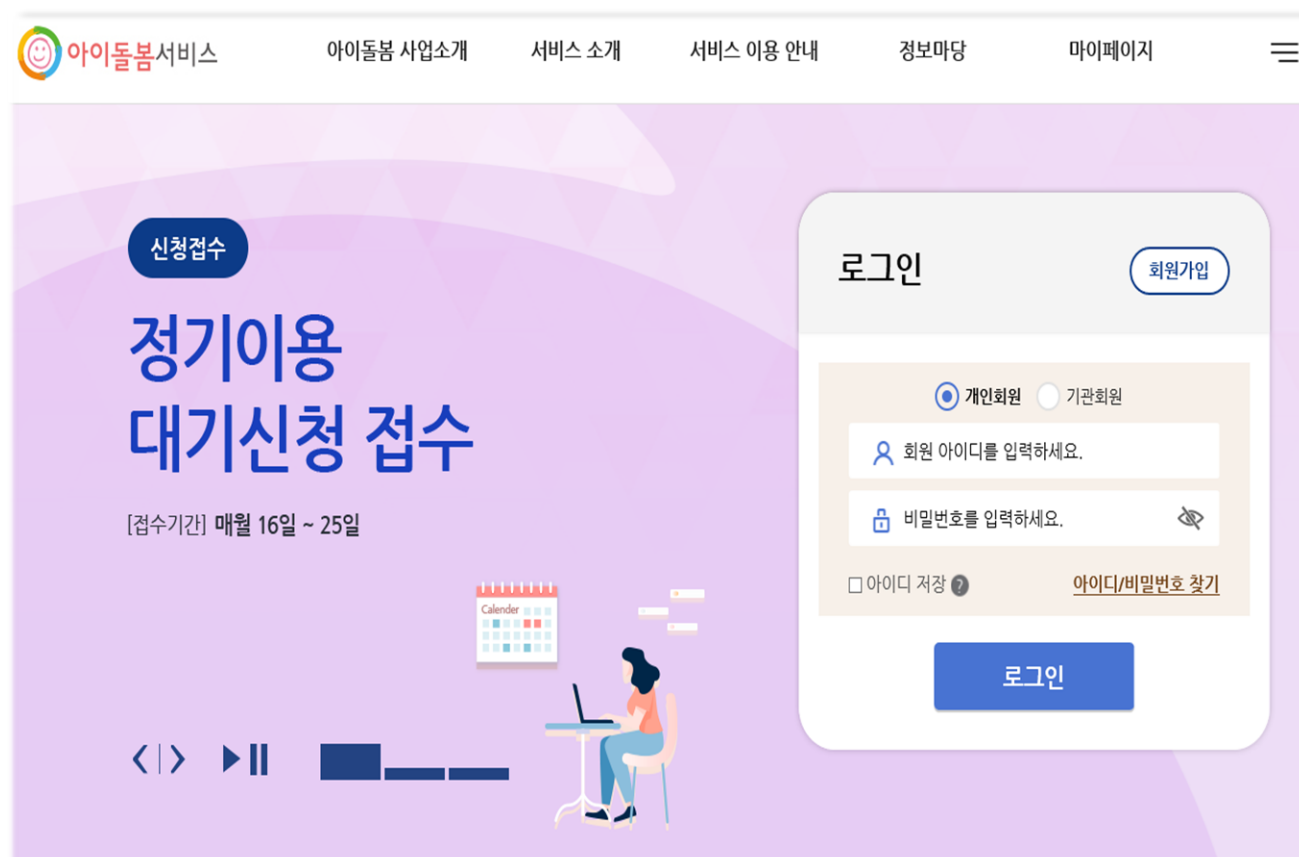 아이돌봄서비스
아이돌봄 사업소개 서비스 소개 서비스 이용 안내 정보마당 마이페이지
신청접수
정기이용
대기신청 접수
[접수기간] 매월 16일 ~ 25일
Calender
로그인 회원가입
개인회원 기관회원
회원 아이디를 입력하세요.
비밀번호를 입력하세요.
아이디 저장 ? 아이디/비밀번호 찾기
로그인